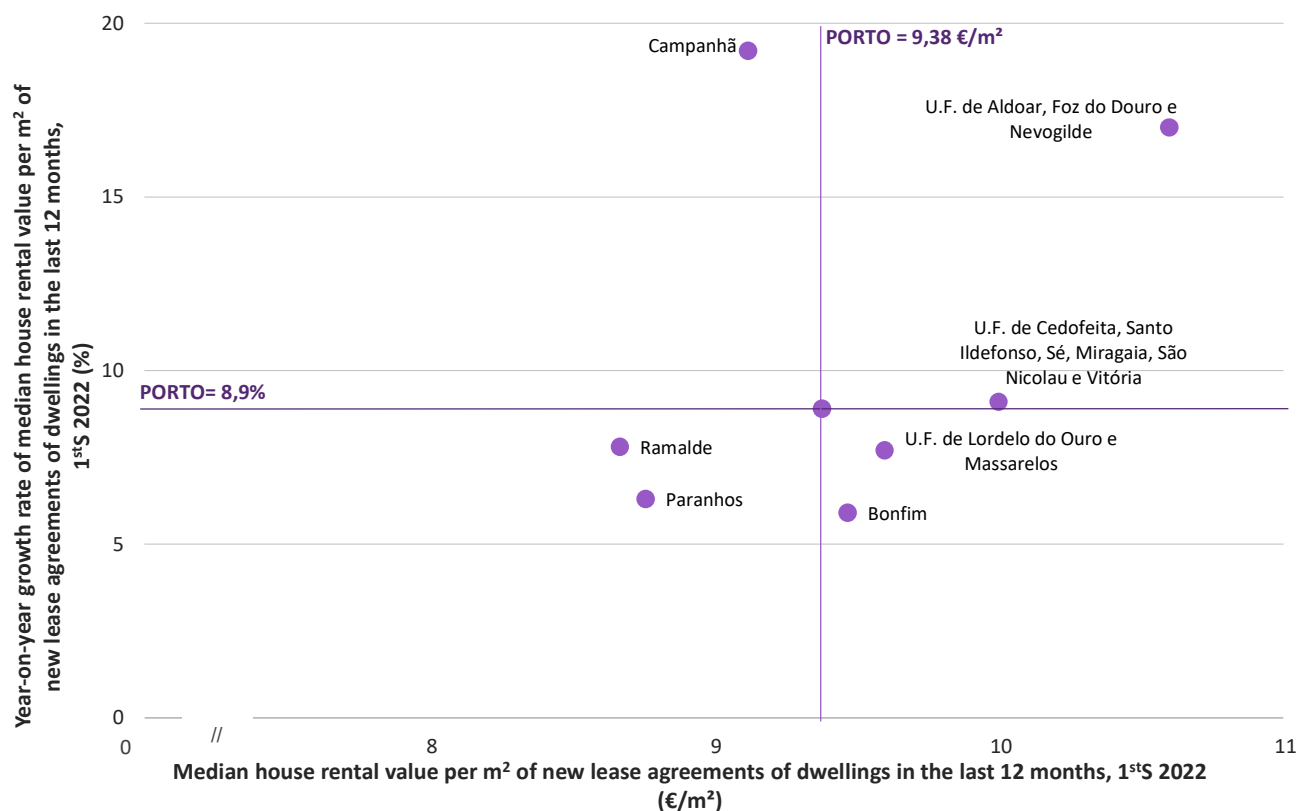 Year-on-year growth rate of median house rental value per m² of
new lease agreements of dwellings in the last 12 months,
1ˢᵗS 2022 (%)
20
15
10
5
0
PORTO = 9,38 €/m²
Campanhã
U.F. de Aldoar, Foz do Douro e
Nevogilde
U.F. de Cedofeita, Santo
Ildefonso, Sé, Miragaia, São
Nicolau e Vitória
PORTO= 8,9%
Ramalde
U.F. de Lordelo do Ouro e
Massarelos
Paranhos
Bonfim
0 // 8 9 10 11
Median house rental value per m² of new lease agreements of dwellings in the last 12 months, 1ˢᵗS 2022
(€/m²)